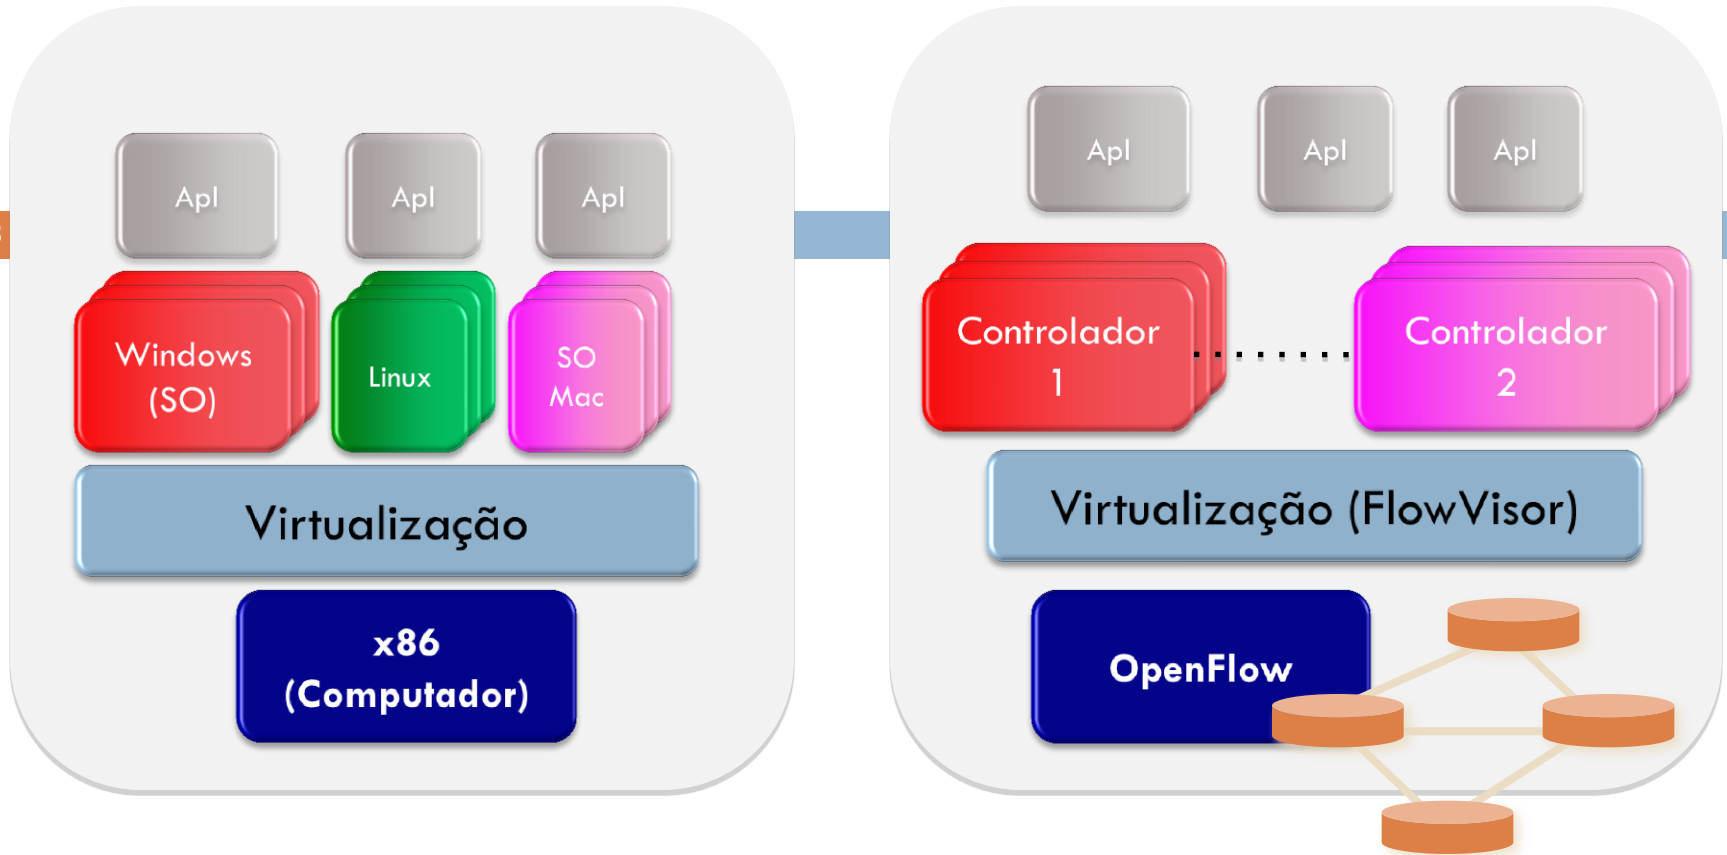 Apl
Apl
Apl
Windows
(SO)
Linux
SO
Mac
Virtualização
x86
(Computador)
Apl
Apl
Apl
Controlador
1
Controlador
2
Virtualização (FlowVisor)
OpenFlow